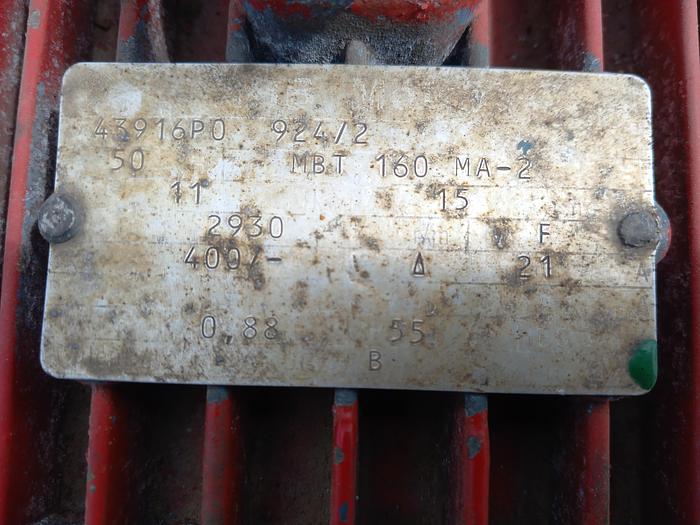 43916P0 924/2
50 MBT 160 MA-2
11 15
2930 F
400/- Δ 21 A
0,88 55
B